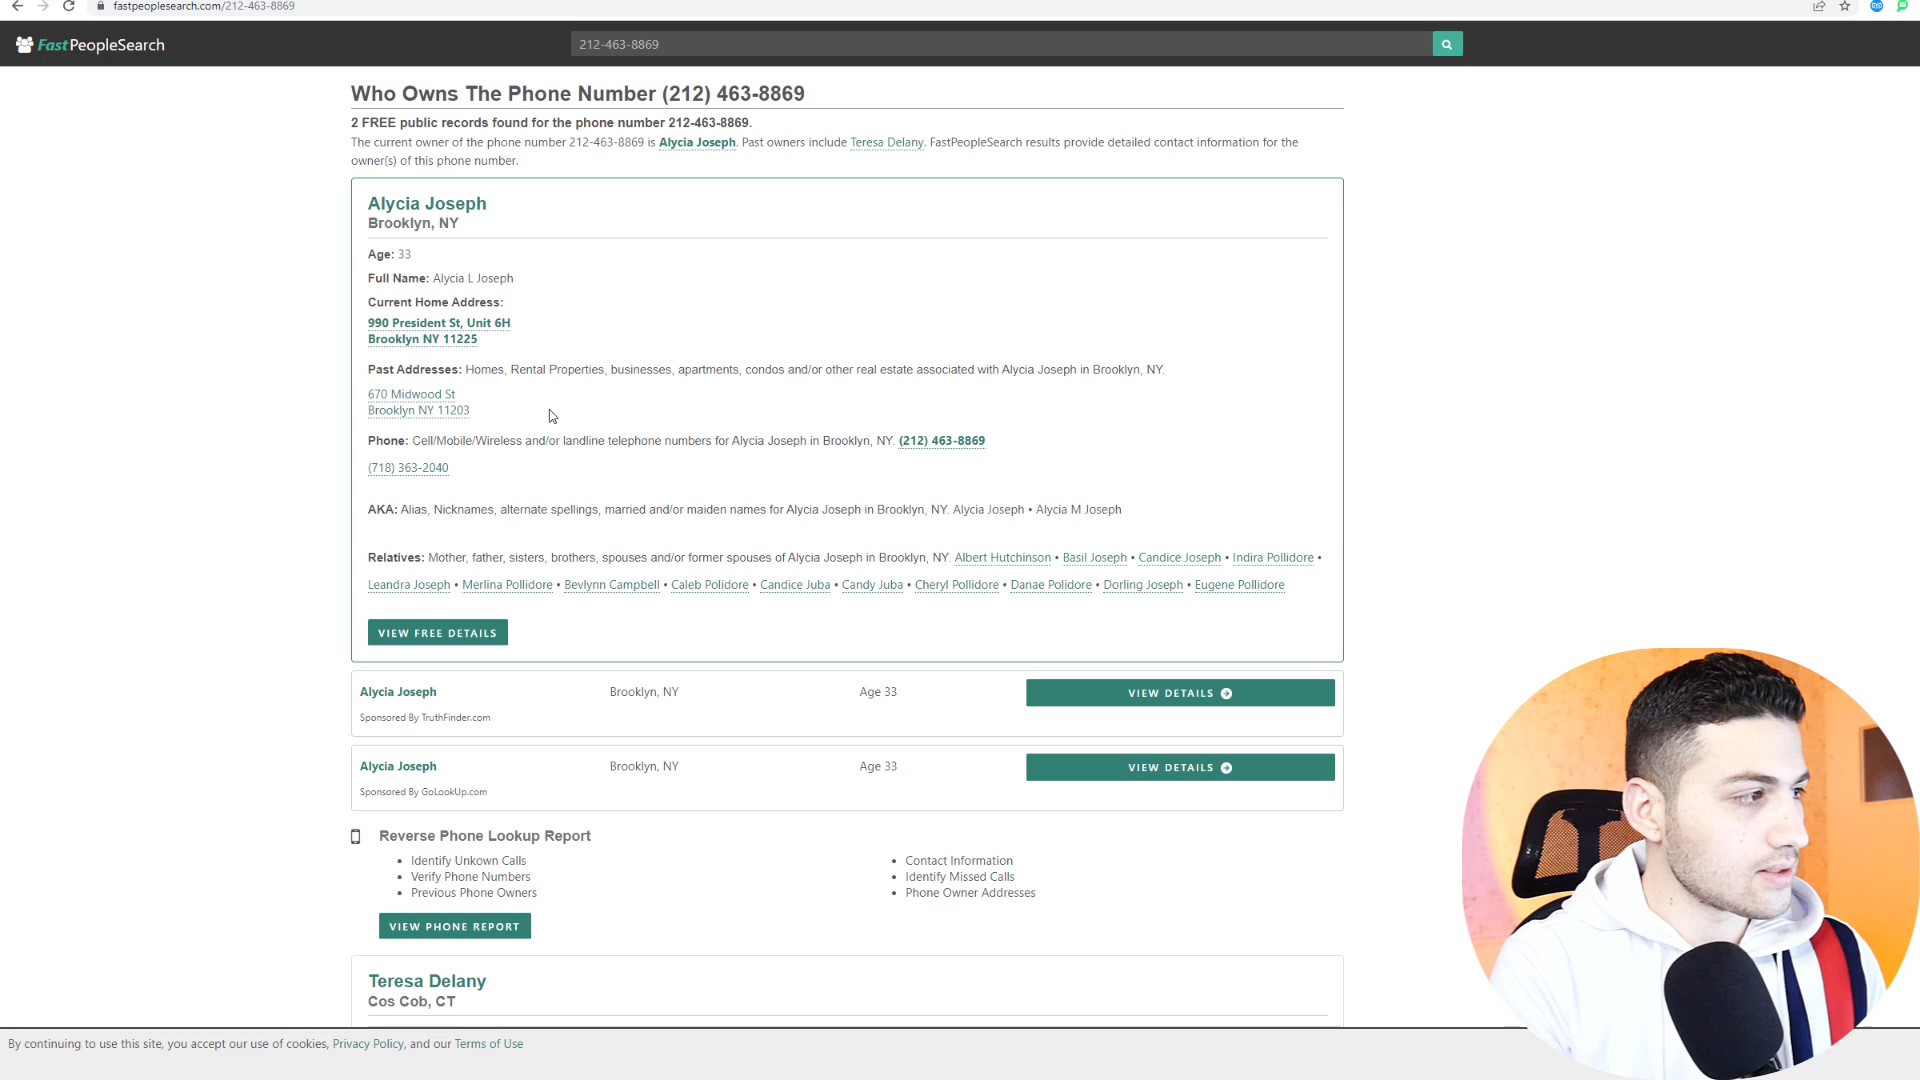 fastpeoplesearch.com/212-463-8869
FastPeopleSearch
212-463-8869
Who Owns The Phone Number (212) 463-8869
2 FREE public records found for the phone number 212-463-8869.
The current owner of the phone number 212-463-8869 is Alycia Joseph. Past owners include Teresa Delany. FastPeopleSearch results provide detailed contact information for the
owner(s) of this phone number.
Alycia Joseph
Brooklyn, NY
Age: 33
Full Name: Alycia L Joseph
Current Home Address:
990 President St, Unit 6H
Brooklyn NY 11225
Past Addresses: Homes, Rental Properties, businesses, apartments, condos and/or other real estate associated with Alycia Joseph in Brooklyn, NY.
670 Midwood St
Brooklyn NY 11203
Phone: Cell/Mobile/Wireless and/or landline telephone numbers for Alycia Joseph in Brooklyn, NY. (212) 463-8869
(718) 363-2040
AKA: Alias, Nicknames, alternate spellings, married and/or maiden names for Alycia Joseph in Brooklyn, NY. Alycia Joseph • Alycia M Joseph
Relatives: Mother, father, sisters, brothers, spouses and/or former spouses of Alycia Joseph in Brooklyn, NY. Albert Hutchinson • Basil Joseph • Candice Joseph • Indira Pollidore •
Leandra Joseph • Merlina Pollidore • Bevlynn Campbell • Caleb Polidore • Candice Juba • Candy Juba • Cheryl Pollidore • Danae Polidore • Dorling Joseph • Eugene Pollidore
VIEW FREE DETAILS
Alycia Joseph Brooklyn, NY Age 33 VIEW DETAILS
Sponsored By TruthFinder.com
Alycia Joseph Brooklyn, NY Age 33 VIEW DETAILS
Sponsored By GoLookUp.com
Reverse Phone Lookup Report
• Identify Unkown Calls
• Verify Phone Numbers
• Previous Phone Owners
• Contact Information
• Identify Missed Calls
• Phone Owner Addresses
VIEW PHONE REPORT
Teresa Delany
Cos Cob, CT
By continuing to use this site, you accept our use of cookies, Privacy Policy, and our Terms of Use